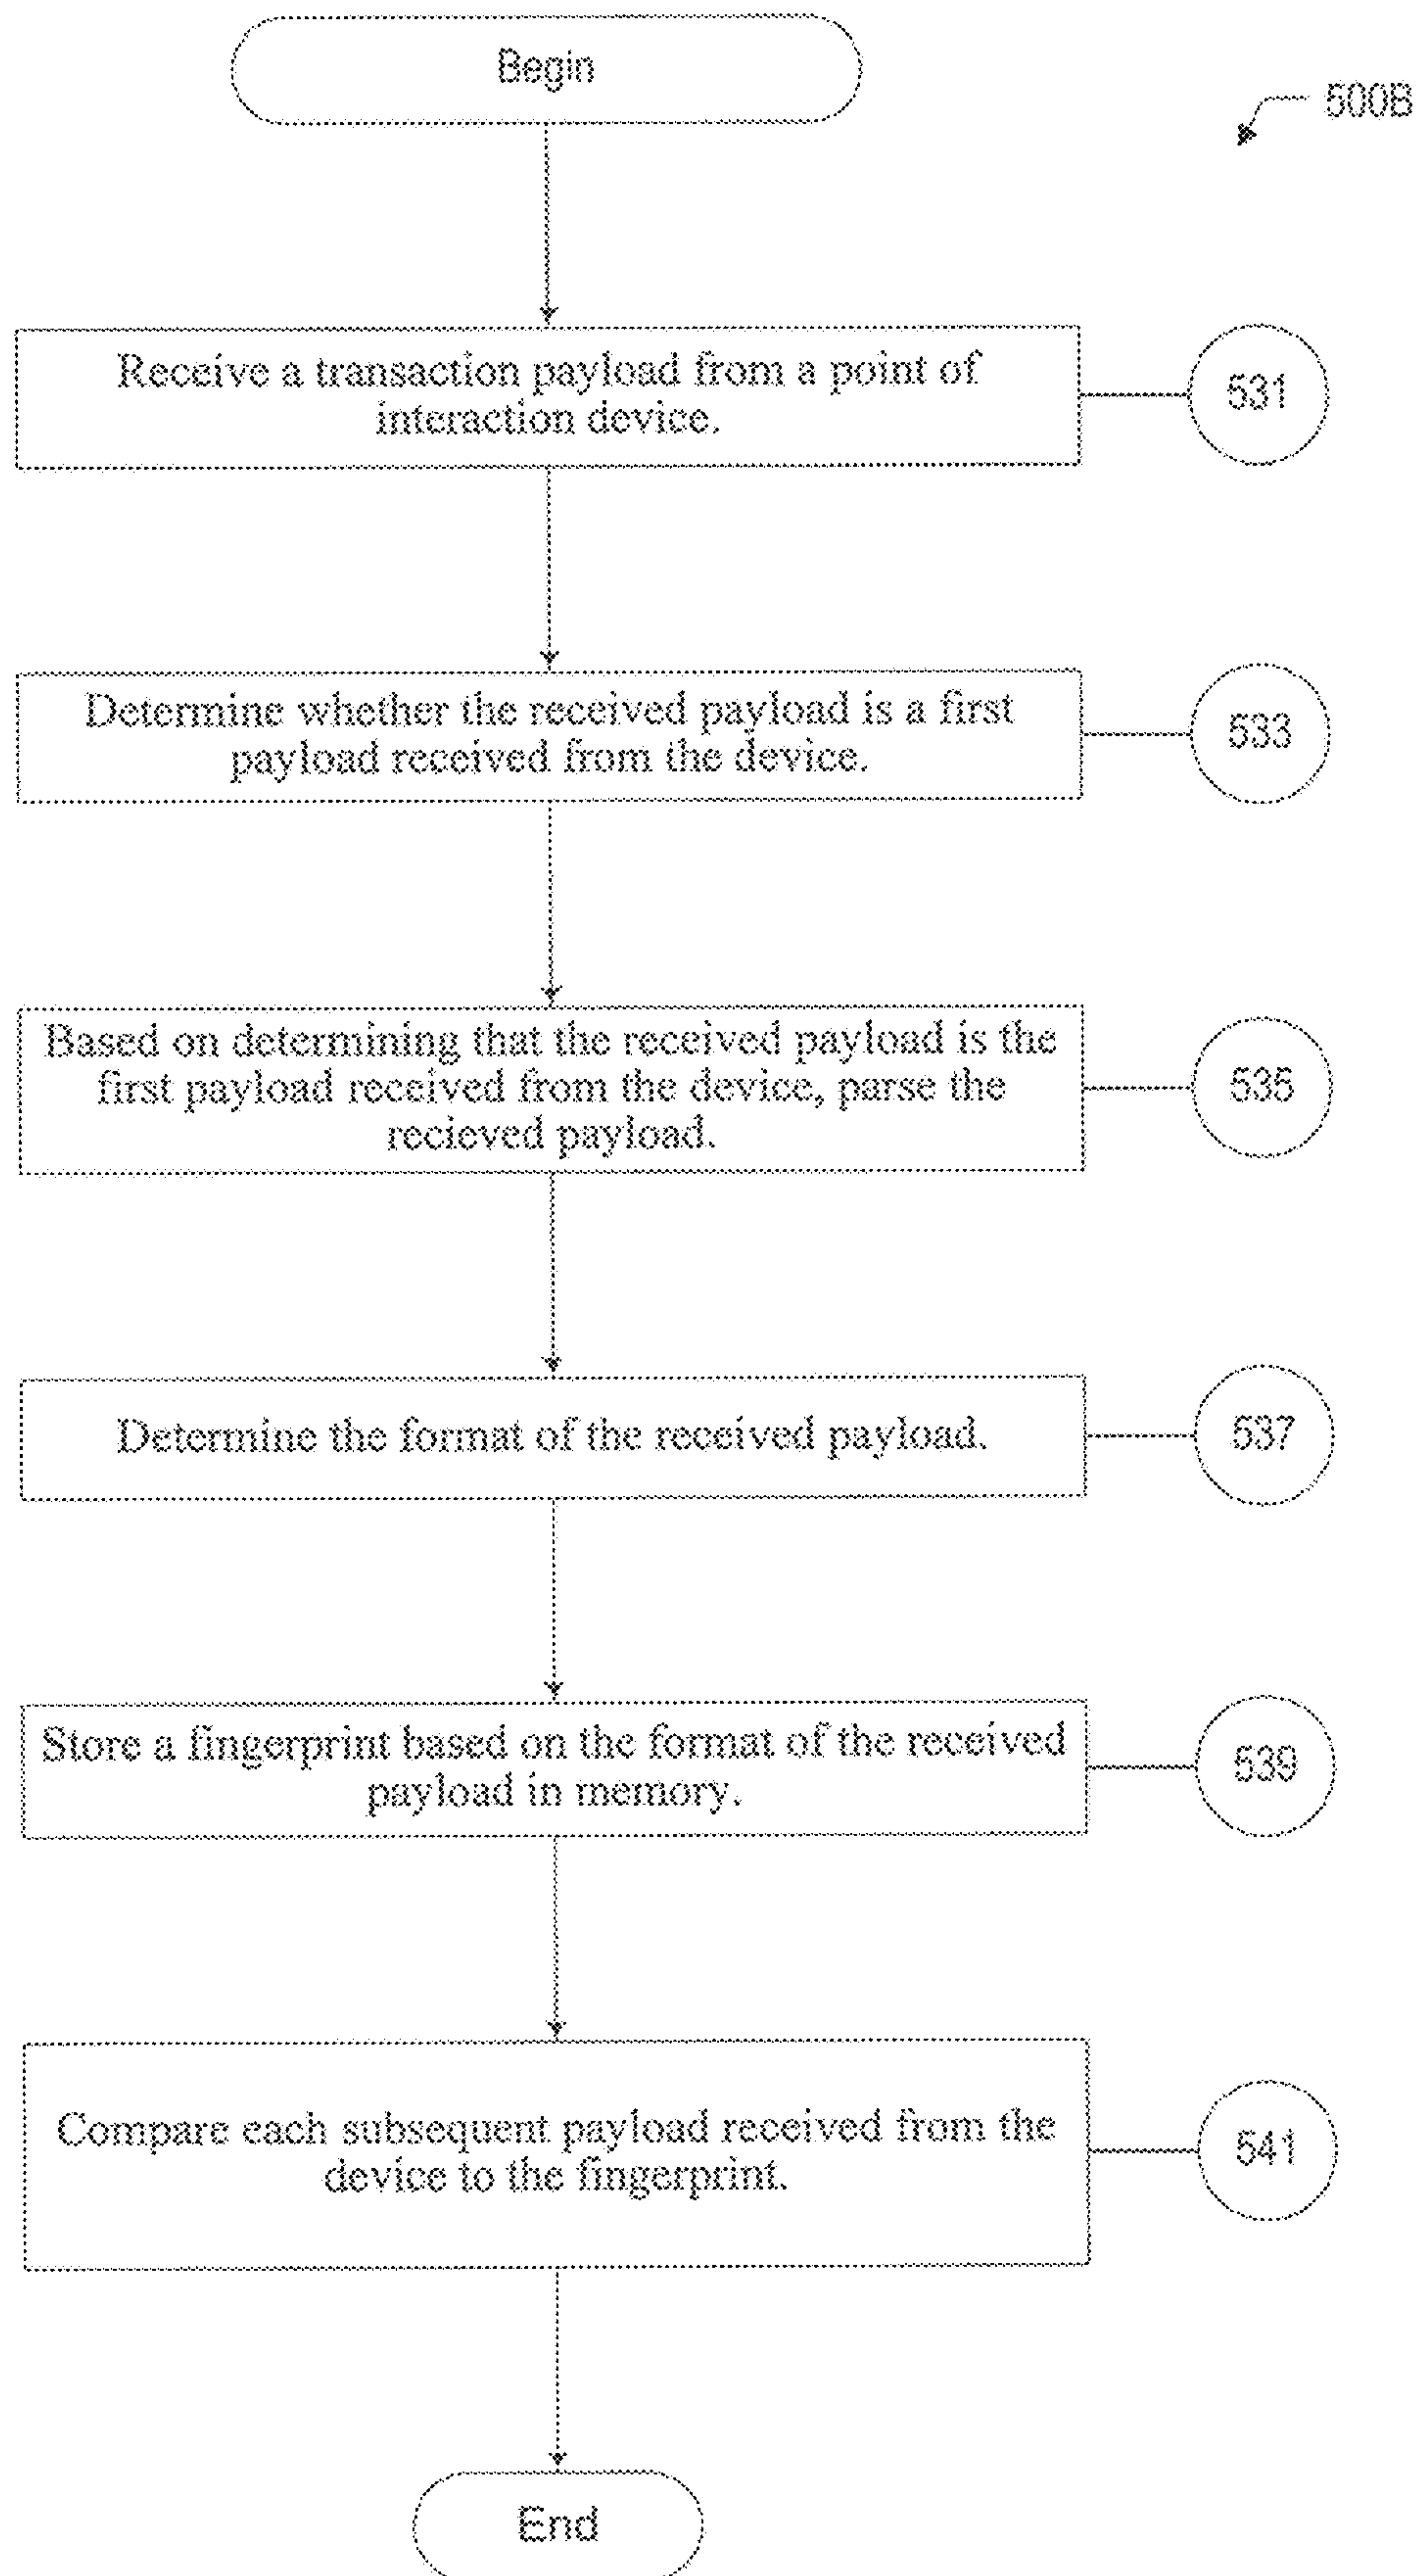 Begin
500B
Receive a transaction payload from a point of
interaction device.
531
Determine whether the received payload is a first
payload received from the device.
533
Based on determining that the received payload is the
first payload received from the device, parse the
recieved payload.
535
Determine the format of the received payload.
537
Store a fingerprint based on the format of the received
payload in memory.
539
Compare each subsequent payload received from the
device to the fingerprint.
541
End